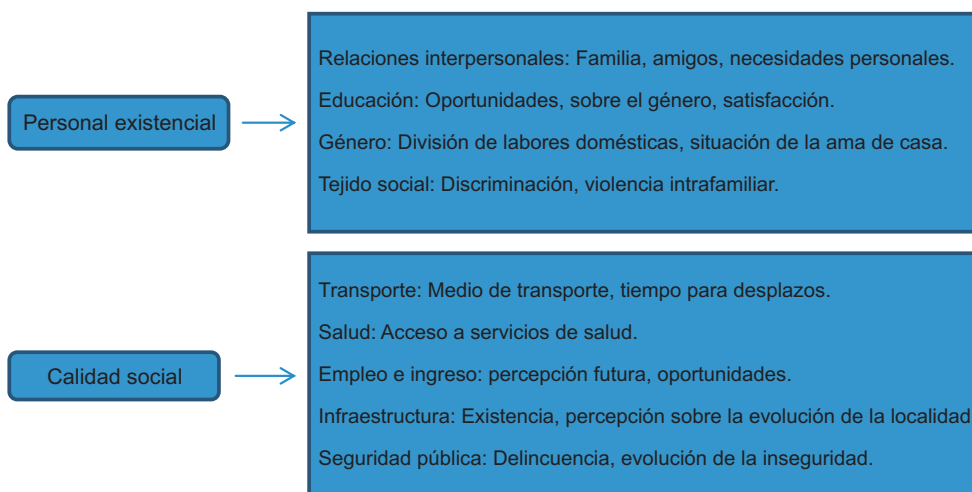 Personal existencial
Relaciones interpersonales: Familia, amigos, necesidades personales.
Educación: Oportunidades, sobre el género, satisfacción.
Género: División de labores domésticas, situación de la ama de casa.
Tejido social: Discriminación, violencia intrafamiliar.
Calidad social
Transporte: Medio de transporte, tiempo para desplazos.
Salud: Acceso a servicios de salud.
Empleo e ingreso: percepción futura, oportunidades.
Infraestructura: Existencia, percepción sobre la evolución de la localidad
Seguridad pública: Delincuencia, evolución de la inseguridad.